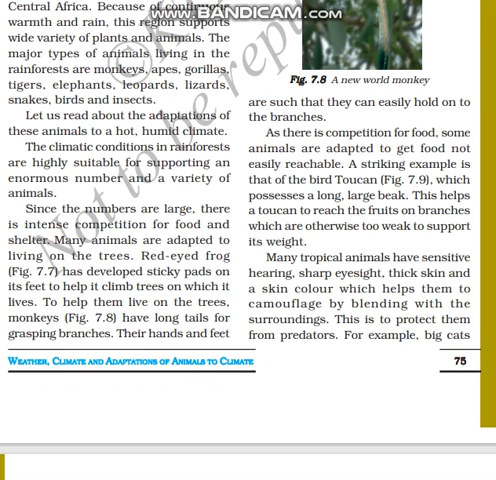 Central Africa. Because of continuous
warmth and rain, this region supports
wide variety of plants and animals. The
major types of animals living in the
rainforests are monkeys, apes, gorillas,
tigers, elephants, leopards, lizards,
snakes, birds and insects.
Let us read about the adaptations of
these animals to a hot, humid climate.
The climatic conditions in rainforests
are highly suitable for supporting an
enormous number and a variety of
animals.
Since the numbers are large, there
is intense competition for food and
shelter. Many animals are adapted to
living on the trees. Red-eyed frog
(Fig. 7.7) has developed sticky pads on
its feet to help it climb trees on which it
lives. To help them live on the trees,
monkeys (Fig. 7.8) have long tails for
grasping branches. Their hands and feet
Fig. 7.8 A new world monkey
are such that they can easily hold on to
the branches.
As there is competition for food, some
animals are adapted to get food not
easily reachable. A striking example is
that of the bird Toucan (Fig. 7.9), which
possesses a long, large beak. This helps
a toucan to reach the fruits on branches
which are otherwise too weak to support
its weight.
Many tropical animals have sensitive
hearing, sharp eyesight, thick skin and
a skin colour which helps them to
camouflage by blending with the
surroundings. This is to protect them
from predators. For example, big cats
WEATHER, CLIMATE AND ADAPTATIONS OF ANIMALS TO CLIMATE
75
WWW.BANDICAM.COM
Not to be rep